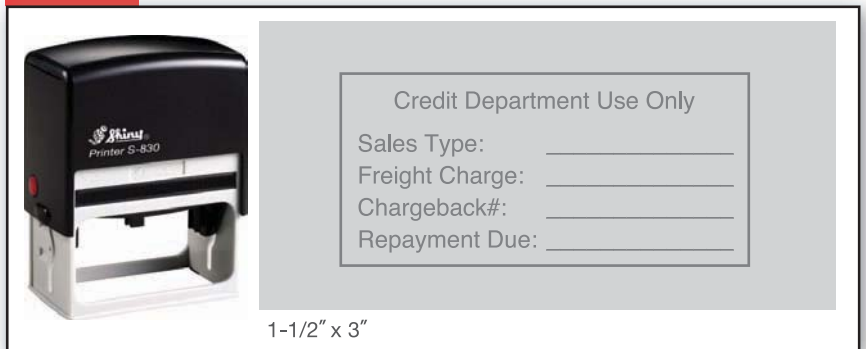 Shiny
Printer S-830
Credit Department Use Only
Sales Type:
Freight Charge:
Chargeback#:
Repayment Due:
1-1/2″ x 3″